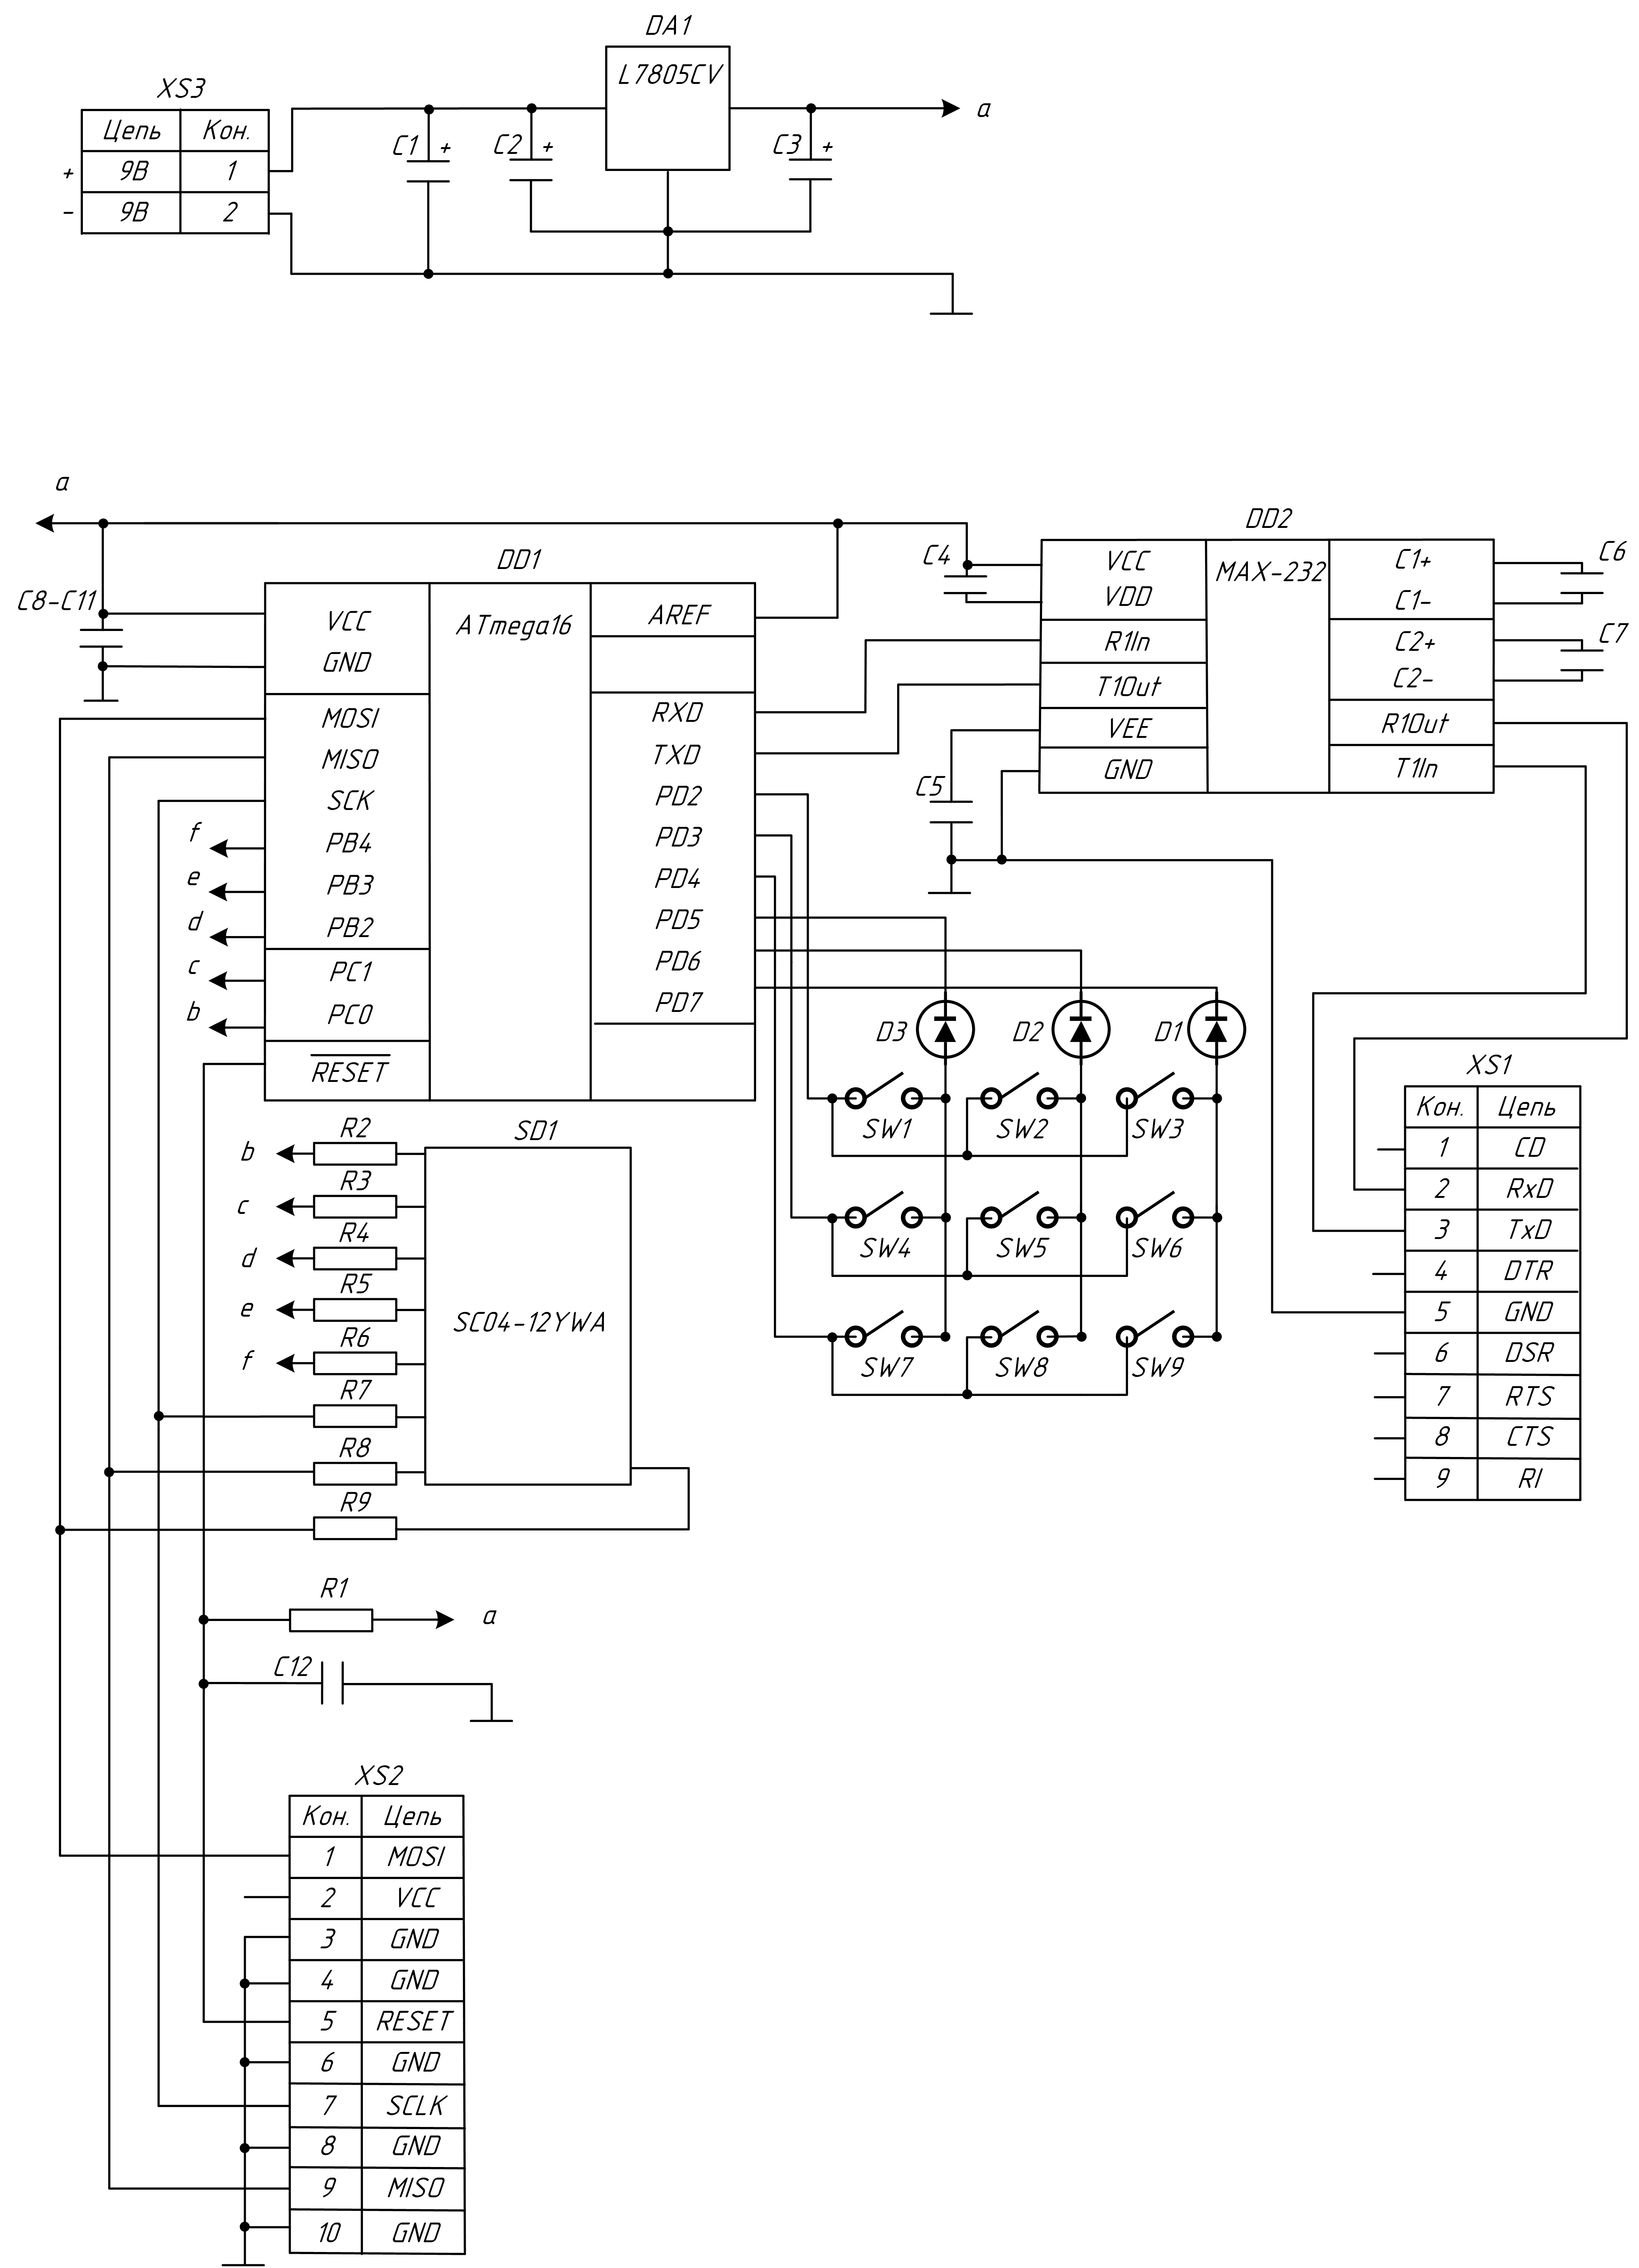 DA1
L7805CV
XS3
Цепь Кон.
+ 9В 1
- 9В 2
C1 +
C2 +
C3 +
a
a
DD1
C8-C11
VCC
GND
MOSI
MISO
SCK
PB4
PB3
PB2
PC1
PC0
RESET
ATmega16
AREF
RXD
TXD
PD2
PD3
PD4
PD5
PD6
PD7
f
e
d
c
b
DD2
C4
C5
VCC
VDD
R1In
T1Out
VEE
GND
MAX-232
C1+
C1-
C2+
C2-
R1Out
T1In
C6
C7
D3 D2 D1
SW1 SW2 SW3
SW4 SW5 SW6
SW7 SW8 SW9
XS1
Кон. Цепь
1 CD
2 RxD
3 TxD
4 DTR
5 GND
6 DSR
7 RTS
8 CTS
9 RI
SD1
SC04-12YWA
b R2
c R3
d R4
e R5
f R6
R7
R8
R9
R1
a
C12
XS2
Кон. Цепь
1 MOSI
2 VCC
3 GND
4 GND
5 RESET
6 GND
7 SCLK
8 GND
9 MISO
10 GND